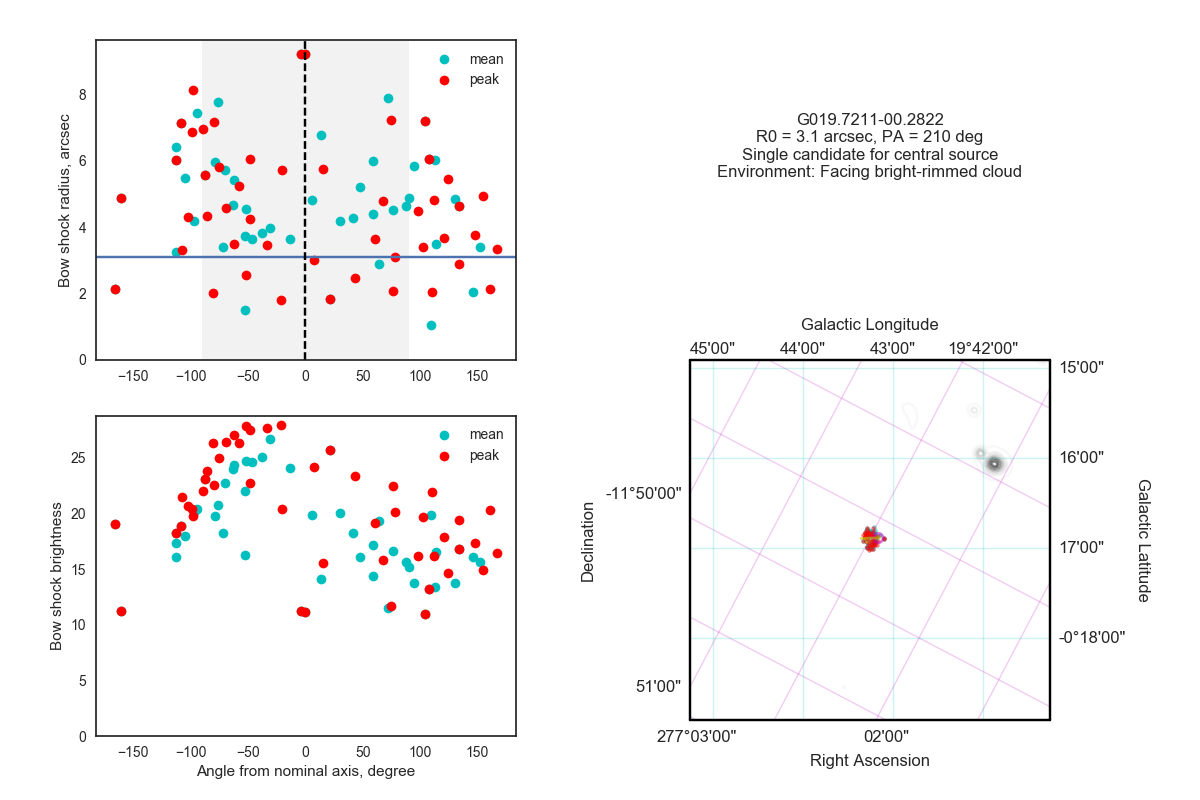 mean
peak
8
6
4
2
0
Bow shock radius, arcsec
−150
−100
−50
0
50
100
150
mean
peak
25
20
15
10
5
0
Bow shock brightness
−150
−100
−50
0
50
100
150
Angle from nominal axis, degree
G019.7211-00.2822
R0 = 3.1 arcsec, PA = 210 deg
Single candidate for central source
Environment: Facing bright-rimmed cloud
Galactic Longitude
45'00"
44'00"
43'00"
19°42'00"
15'00"
16'00"
17'00"
-0°18'00"
Galactic Latitude
-11°50'00"
51'00"
Declination
277°03'00"
02'00"
Right Ascension